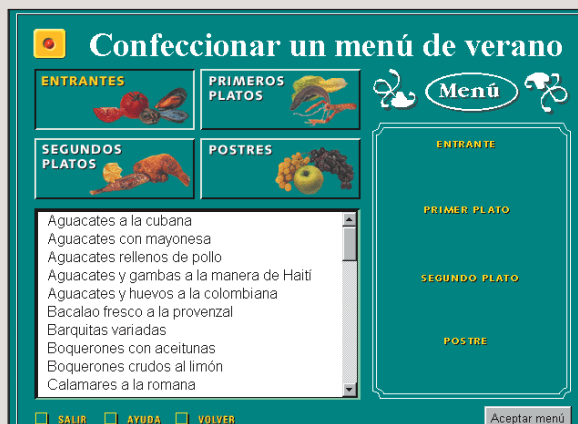 Confeccionar un menú de verano
ENTRANTES
PRIMEROS
PLATOS
SEGUNDOS
PLATOS
POSTRES
Menú
ENTRANTE
PRIMER PLATO
SEGUNDO PLATO
POSTRE
Aguacates a la cubana
Aguacates con mayonesa
Aguacates rellenos de pollo
Aguacates y gambas a la manera de Haití
Aguacates y huevos a la colombiana
Bacalao fresco a la provenzal
Barquitas variadas
Boquerones con aceitunas
Boquerones crudos al limón
Calamares a la romana
SALIR
AYUDA
VOLVER
Aceptar menú